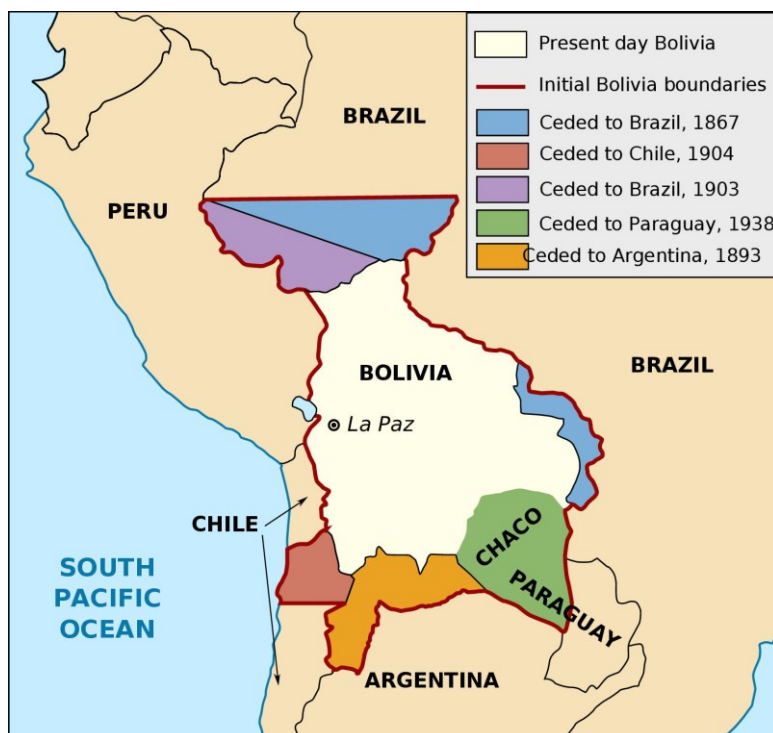 Present day Bolivia
Initial Bolivia boundaries
Ceded to Brazil, 1867
Ceded to Chile, 1904
Ceded to Brazil, 1903
Ceded to Paraguay, 1938
Ceded to Argentina, 1893
BRAZIL
PERU
BOLIVIA
BRAZIL
La Paz
CHILE
CHACO
PARAGUAY
SOUTH
PACIFIC
OCEAN
ARGENTINA